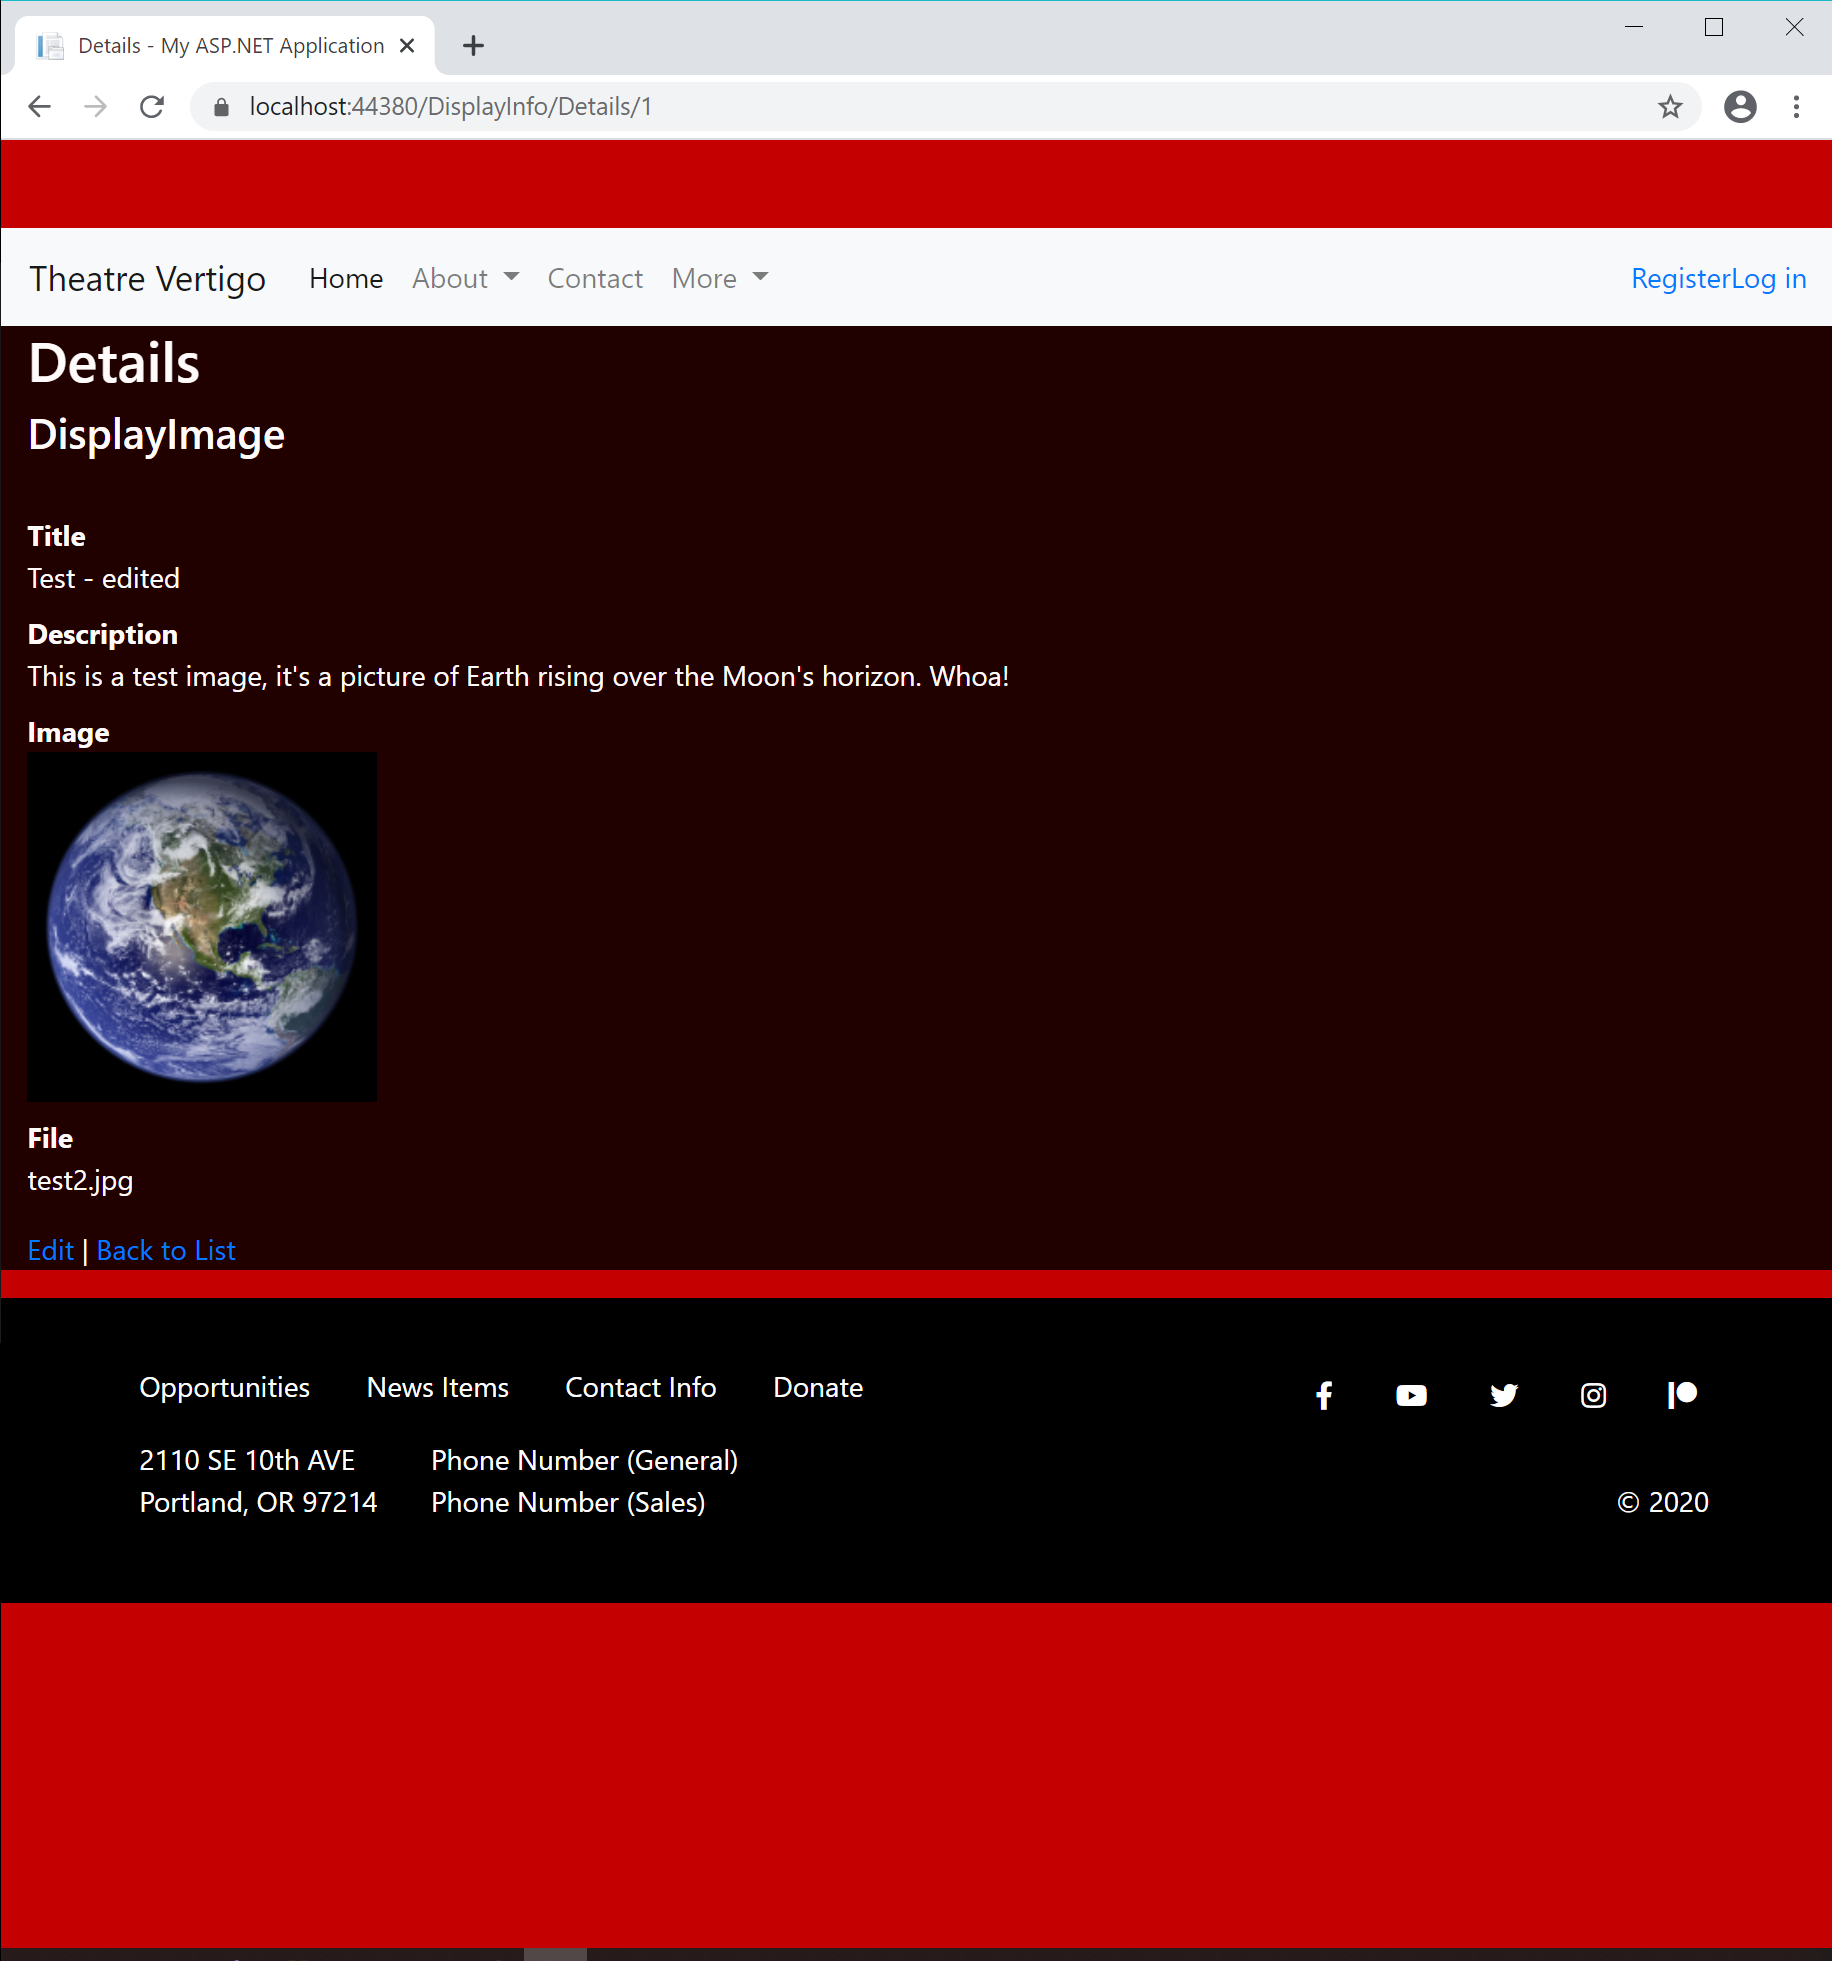 Details - My ASP.NET Application
localhost:44380/DisplayInfo/Details/1
Theatre Vertigo Home About Contact More RegisterLog in
Details
DisplayImage
Title
Test - edited
Description
This is a test image, it's a picture of Earth rising over the Moon's horizon. Whoa!
Image
File
test2.jpg
Edit | Back to List
Opportunities News Items Contact Info Donate
2110 SE 10th AVE Phone Number (General)
Portland, OR 97214 Phone Number (Sales) © 2020